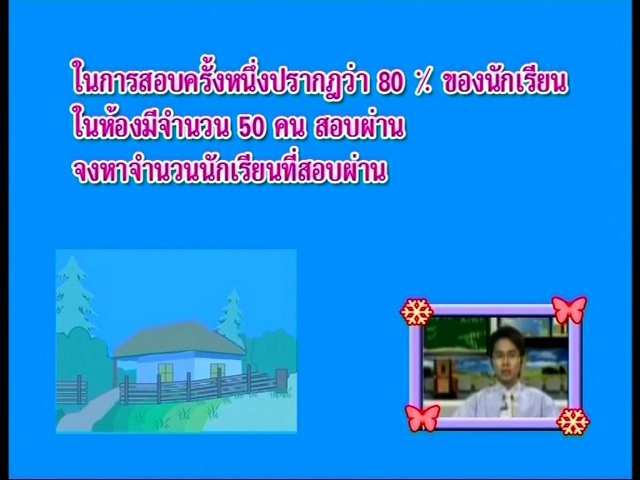 ในการสอบครั้งหนึ่งปรากฏว่า 80 % ของนักเรียน
ในห้องมีจำนวน 50 คน สอบผ่าน
จงหาจำนวนนักเรียนที่สอบผ่าน